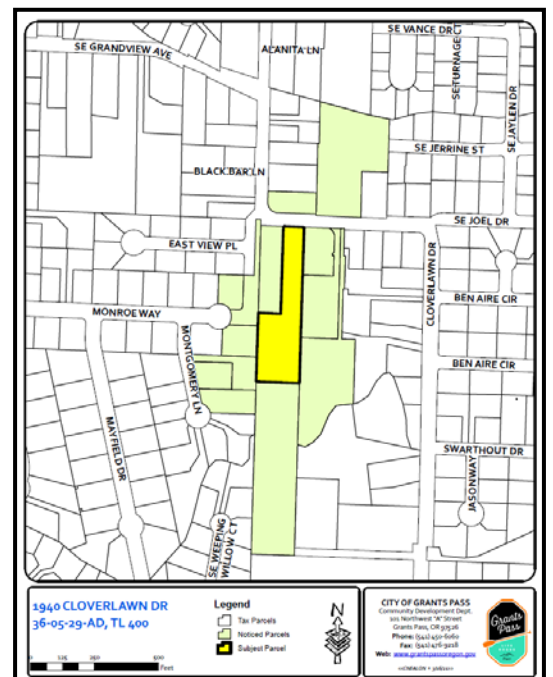 SE VANCE DR
SE GRANDVIEW AVE
ALANITA LN
SE TURNAGE CT
SE JAYLEN DR
SE JERRINE ST
BLACK BAR LN
SE JOEL DR
EAST VIEW PL
CLOVERLAWN DR
BEN AIRE CIR
MONROE WAY
MONTGOMERY LN
BEN AIRE CIR
MAYFIELD DR
SWARTHOUT DR
JASONWAY
SE WEEPING
WILLOW CT
1940 CLOVERLAWN DR
36-05-29-AD, TL 400
Legend
Tax Parcels
Noticed Parcels
Subject Parcel
N
Feet
CITY OF GRANTS PASS
Community Development Dept.
101 Northwest "A" Street
Grants Pass, OR 97526
Phone: (541) 450-6060
Fax: (541) 476-9218
Web: www.grantspassoregon.gov
Grants
Pass